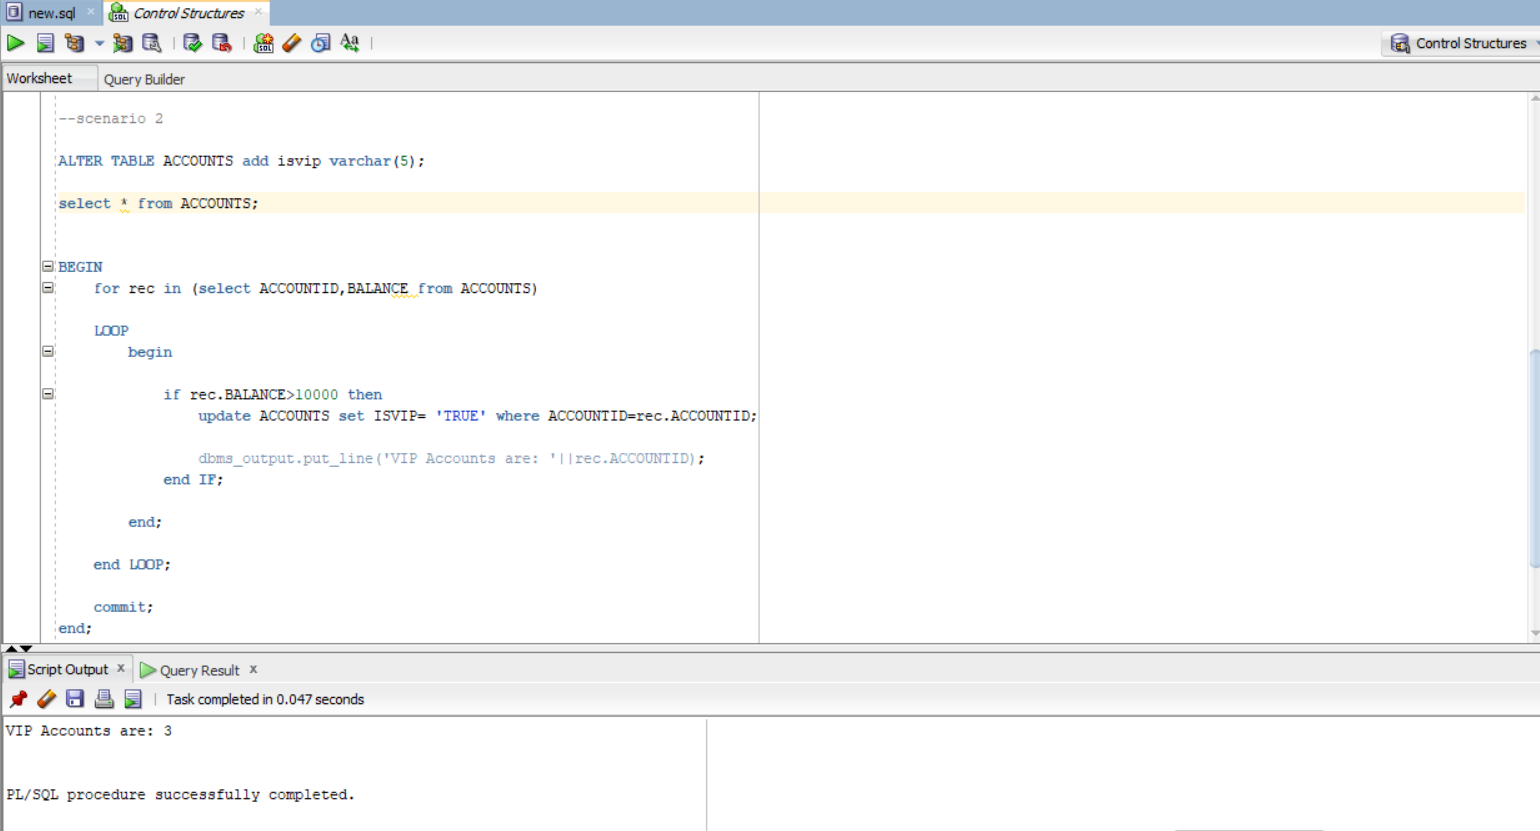 new.sql
Control Structures
Control Structures
Worksheet
Query Builder
--scenario 2
ALTER TABLE ACCOUNTS add isvip varchar(5);
select * from ACCOUNTS;
BEGIN
for rec in (select ACCOUNTID,BALANCE from ACCOUNTS)
LOOP
begin
if rec.BALANCE>10000 then
update ACCOUNTS set ISVIP= 'TRUE' where ACCOUNTID=rec.ACCOUNTID;
dbms_output.put_line('VIP Accounts are: '||rec.ACCOUNTID);
end IF;
end;
end LOOP;
commit;
end;
Script Output
Query Result
Task completed in 0.047 seconds
VIP Accounts are: 3
PL/SQL procedure successfully completed.